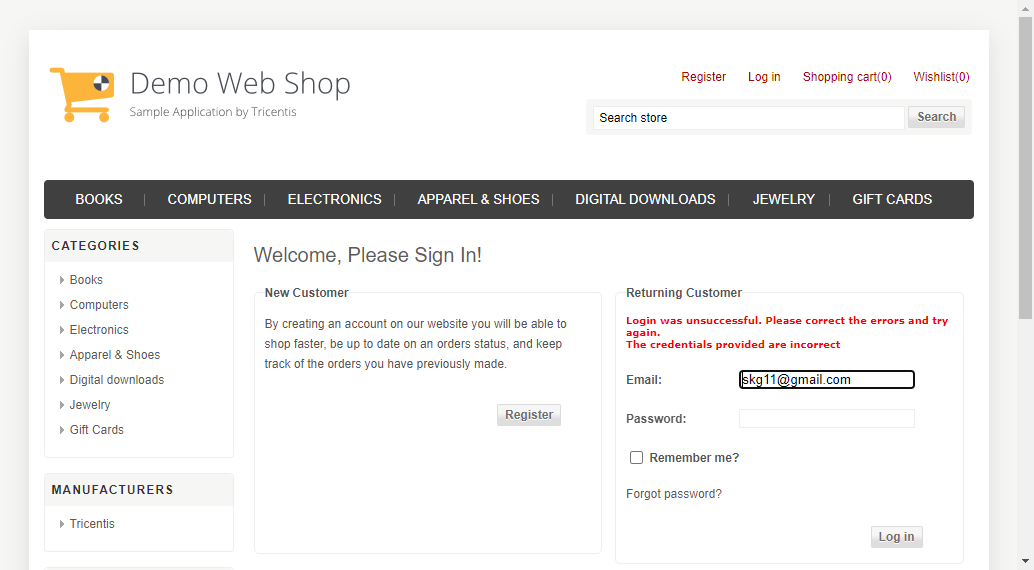 Demo Web Shop
Sample Application by Tricentis
Register Log in Shopping cart(0) Wishlist(0)
Search store Search
BOOKS COMPUTERS ELECTRONICS APPAREL & SHOES DIGITAL DOWNLOADS JEWELRY GIFT CARDS
CATEGORIES
Books
Computers
Electronics
Apparel & Shoes
Digital downloads
Jewelry
Gift Cards
MANUFACTURERS
Tricentis
Welcome, Please Sign In!
New Customer
By creating an account on our website you will be able to
shop faster, be up to date on an orders status, and keep
track of the orders you have previously made.
Register
Returning Customer
Login was unsuccessful. Please correct the errors and try
again.
The credentials provided are incorrect
Email: skg11@gmail.com
Password:
Remember me?
Forgot password?
Log in